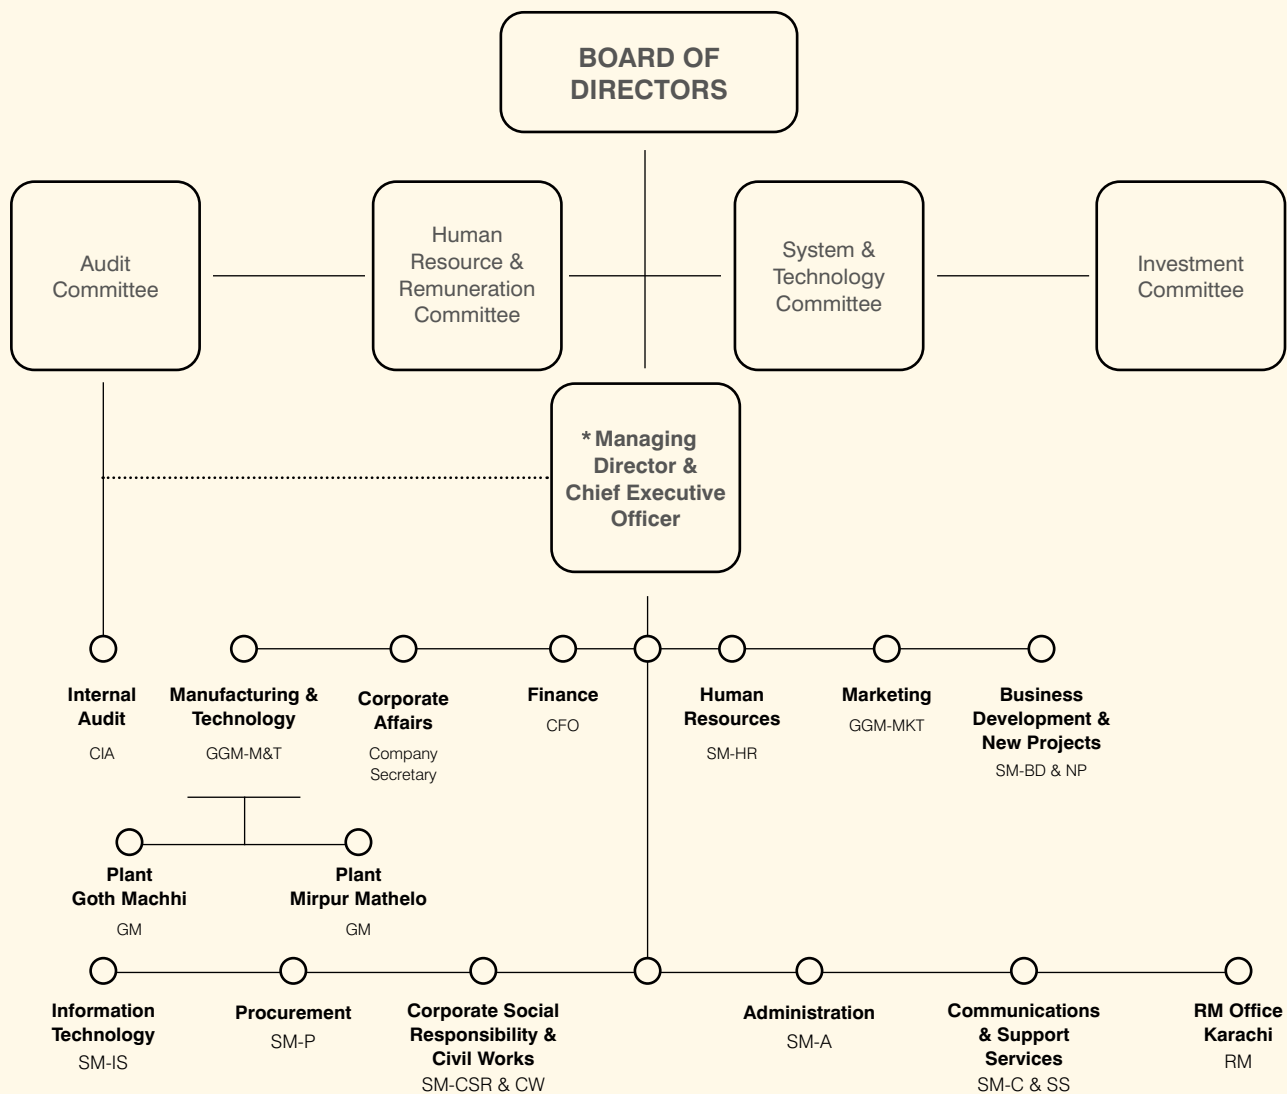 BOARD OF
DIRECTORS
Audit
Committee
Human
Resource &
Remuneration
Committee
System &
Technology
Committee
Investment
Committee
* Managing
Director &
Chief Executive
Officer
Internal
Audit
CIA
Manufacturing &
Technology
GGM-M&T
Corporate
Affairs
Company
Secretary
Finance
CFO
Human
Resources
SM-HR
Marketing
GGM-MKT
Business
Development &
New Projects
SM-BD & NP
Plant
Goth Machhi
GM
Plant
Mirpur Mathelo
GM
Information
Technology
SM-IS
Procurement
SM-P
Corporate Social
Responsibility &
Civil Works
SM-CSR & CW
Administration
SM-A
Communications
& Support
Services
SM-C & SS
RM Office
Karachi
RM